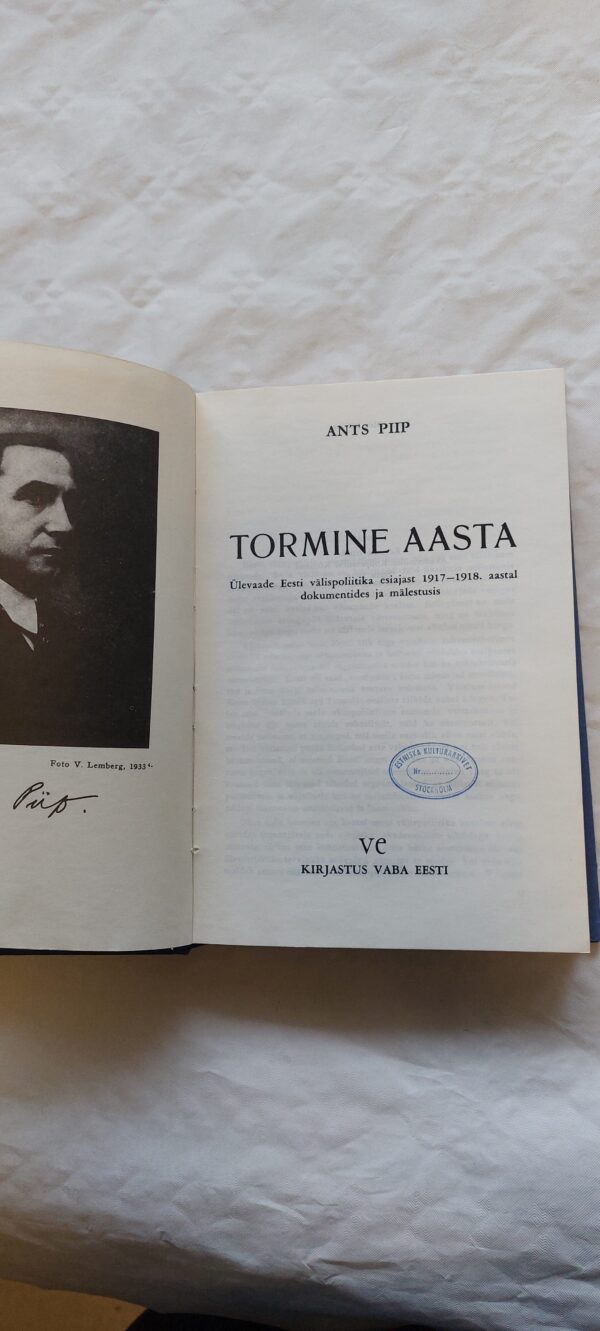 Foto V. Lemberg, 1933
Piip.
ANTS PIIP
TORMINE AASTA
Ülevaade Eesti välispoliitika esiajast 1917—1918. aastal
dokumentides ja mälestusis
ESTNISKA KULTURARKIVET
Nr.............
STOCKHOLM
ve
KIRJASTUS VABA EESTI